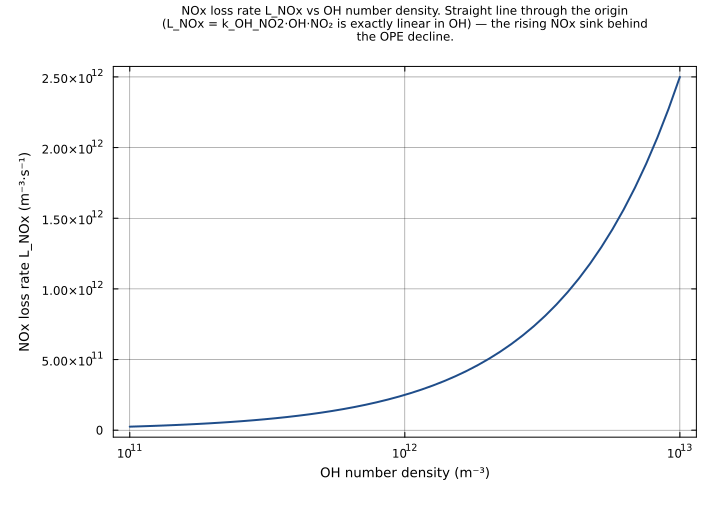 NOx loss rate L_NOx vs OH number density. Straight line through the origin
(L_NOx = k_OH_NO2·OH·NO₂ is exactly linear in OH) — the rising NOx sink behind
the OPE decline.
NOx loss rate L_NOx (m⁻³·s⁻¹)
2.50×10¹²
2.00×10¹²
1.50×10¹²
1.00×10¹²
5.00×10¹¹
0
10¹¹ 10¹² 10¹³
OH number density (m⁻³)